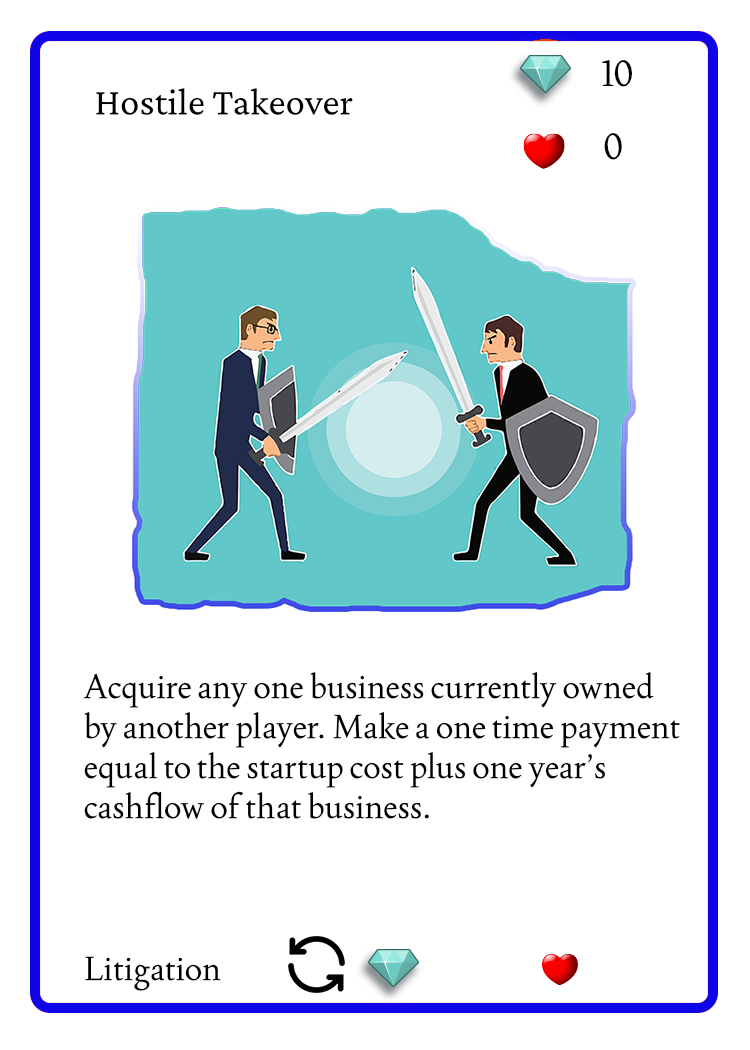 10
Hostile Takeover
0
Acquire any one business currently owned
by another player. Make a one time payment
equal to the startup cost plus one year’s
cashflow of that business.
Litigation